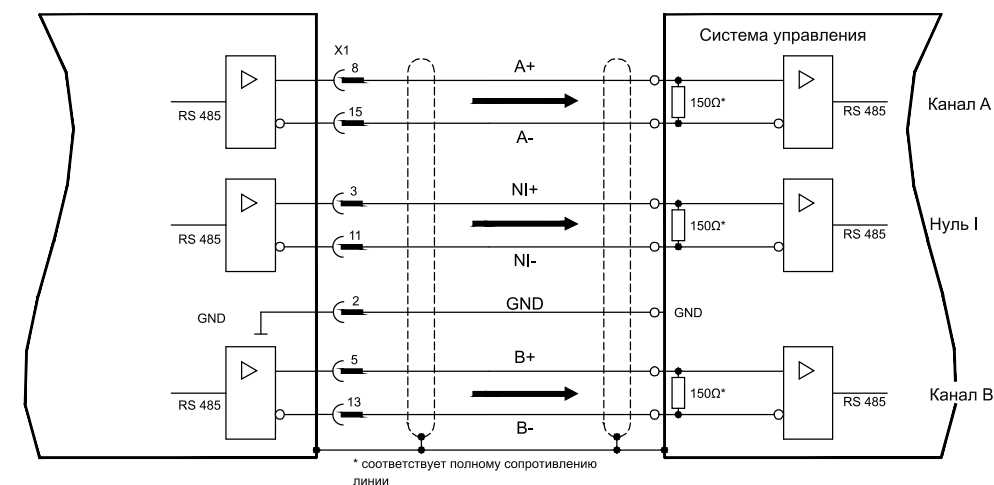 Система управления
X1
8
A+
RS 485
150Ω*
RS 485
Канал A
15
A-
3
NI+
RS 485
150Ω*
RS 485
Нуль I
11
NI-
2
GND
GND
GND
5
B+
RS 485
150Ω*
RS 485
Канал B
13
B-
* соответствует полному сопротивлению
линии